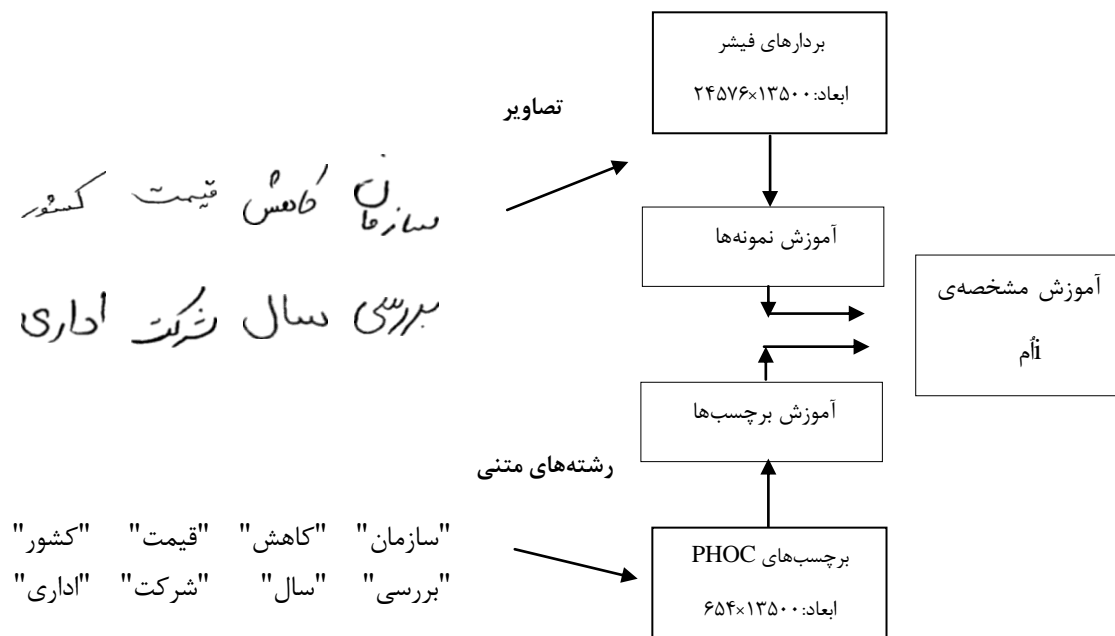 بردارهای فیشر
ابعاد:۱۳۵۰۰×۲۴۵۷۶
تصاویر
سازمان کاهش قیمت کشور
آموزش نمونه‌ها
بررسی سال شرکت اداری
آموزش مشخصه‌ی
iاُم
آموزش برچسب‌ها
رشته‌های متنی
"سازمان" "کاهش" "قیمت" "کشور"
"بررسی" "سال" "شرکت" "اداری"
برچسب‌های PHOC
ابعاد:۱۳۵۰۰×۶۵۴